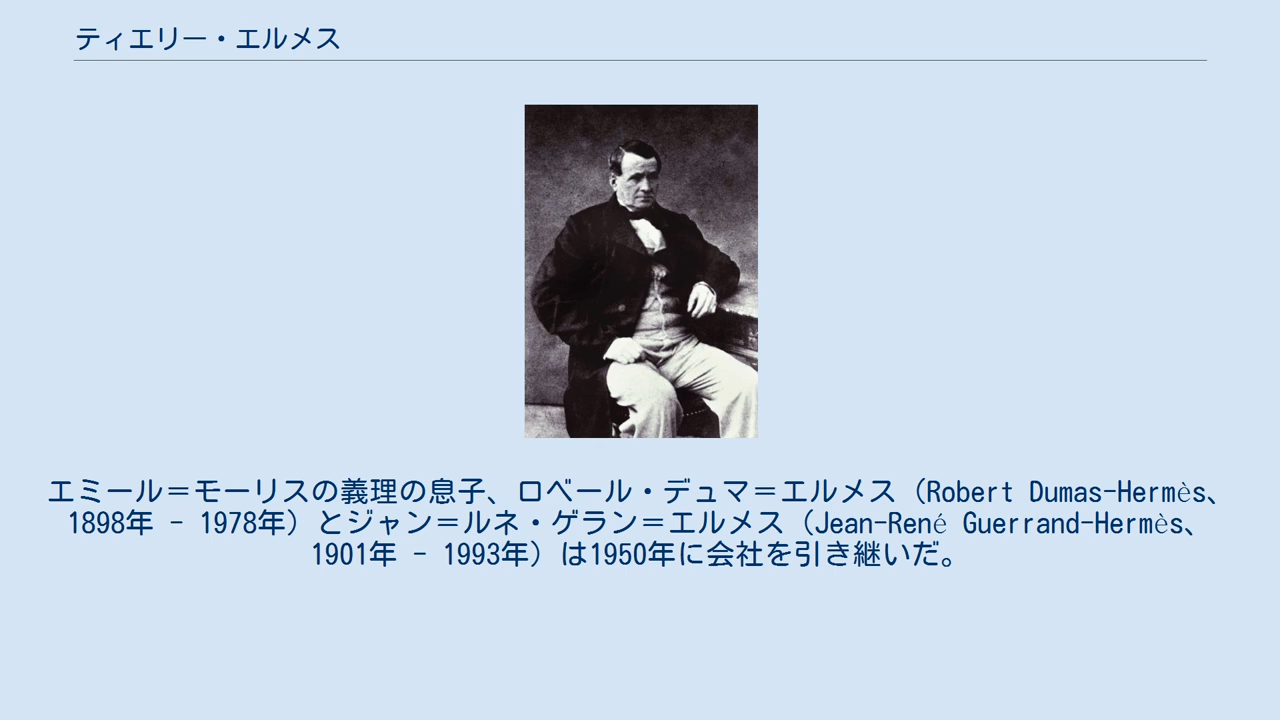 ティエリー・エルメス
エミール＝モーリスの義理の息子、ロベール・デュマ＝エルメス（Robert Dumas-Hermès、
1898年 - 1978年）とジャン＝ルネ・ゲラン＝エルメス（Jean-René Guerrand-Hermès、
1901年 - 1993年）は1950年に会社を引き継いだ。